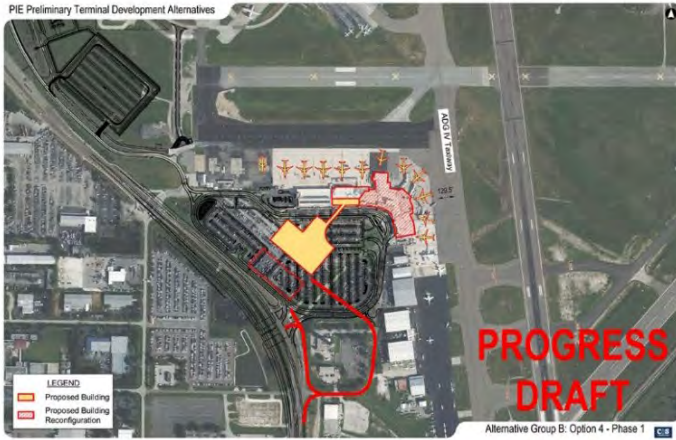 PIE Preliminary Terminal Development Alternatives
ADG IV Taxiway
129.5'
LEGEND
Proposed Building
Proposed Building
Reconfiguration
PROGRESS
DRAFT
Alternative Group B: Option 4 - Phase 1